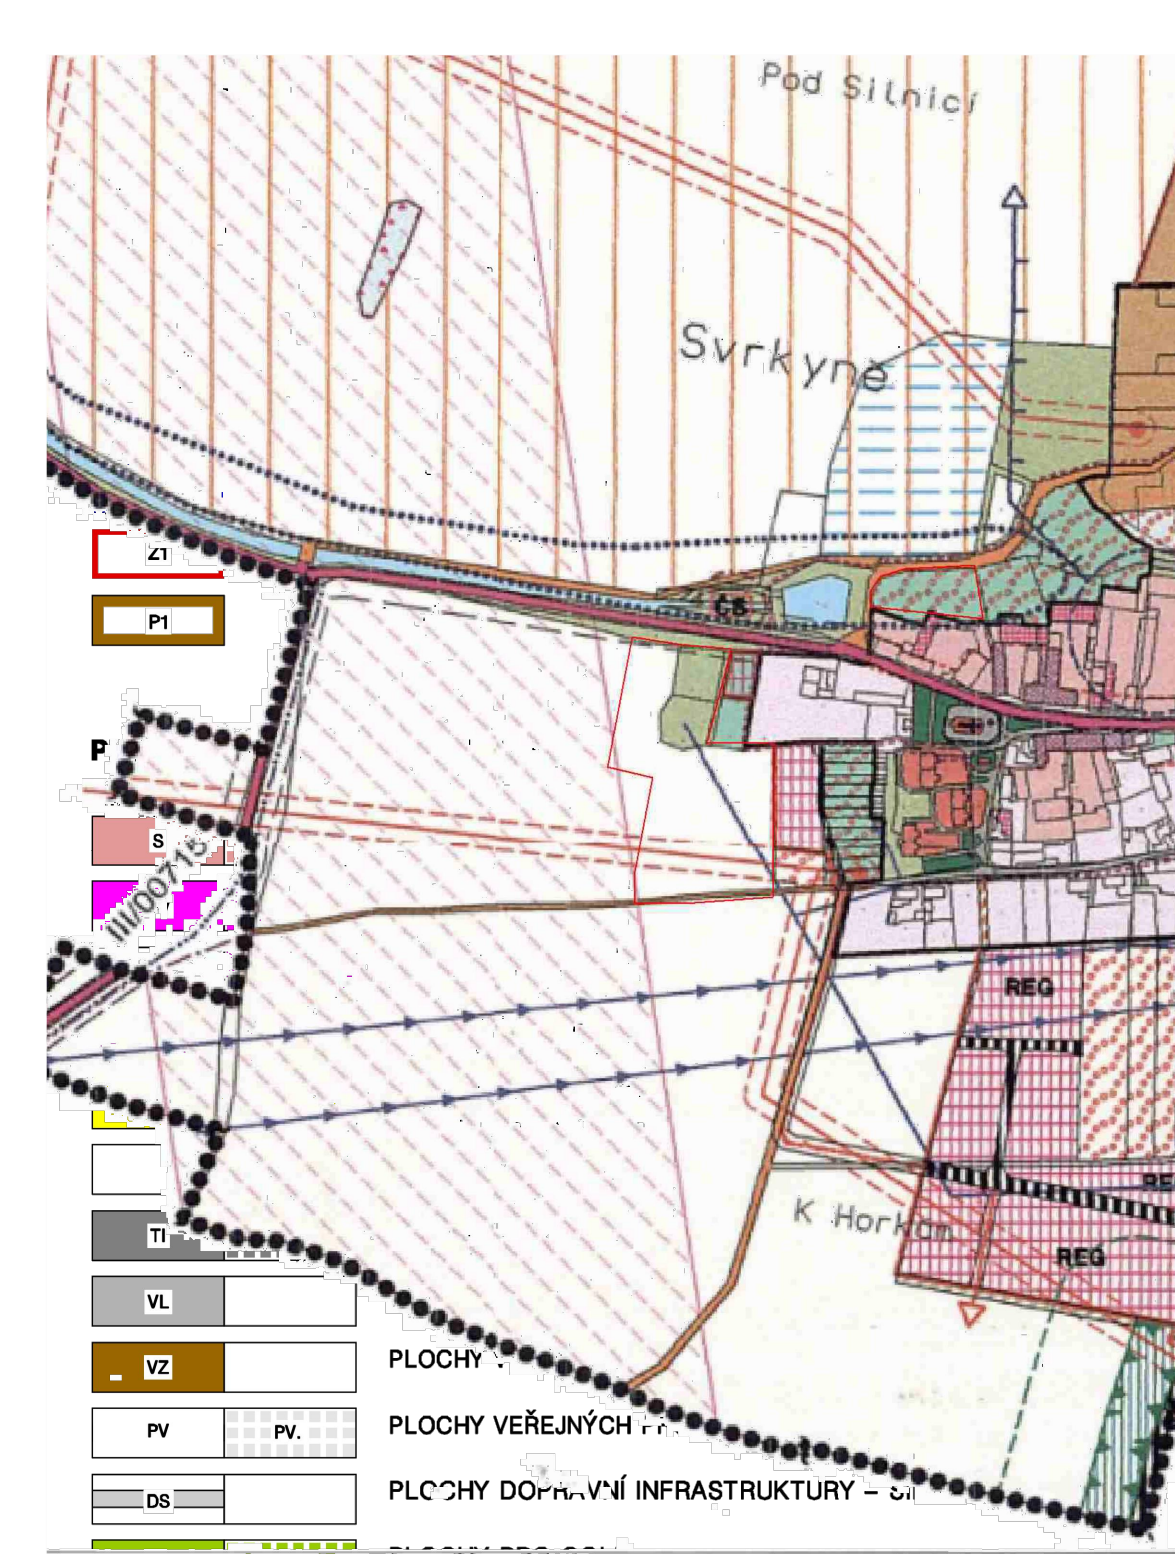 Pod Silnicí
Svrkyně
Z1
ČS
P1
P
S
III/00715
REG
REG
K Horkám
TI
VL
VZ
PLOCHY
PV
PV.
PLOCHY VEŘEJNÝCH
DS
PLOCHY DOPRAVNÍ INFRASTRUKTURY –